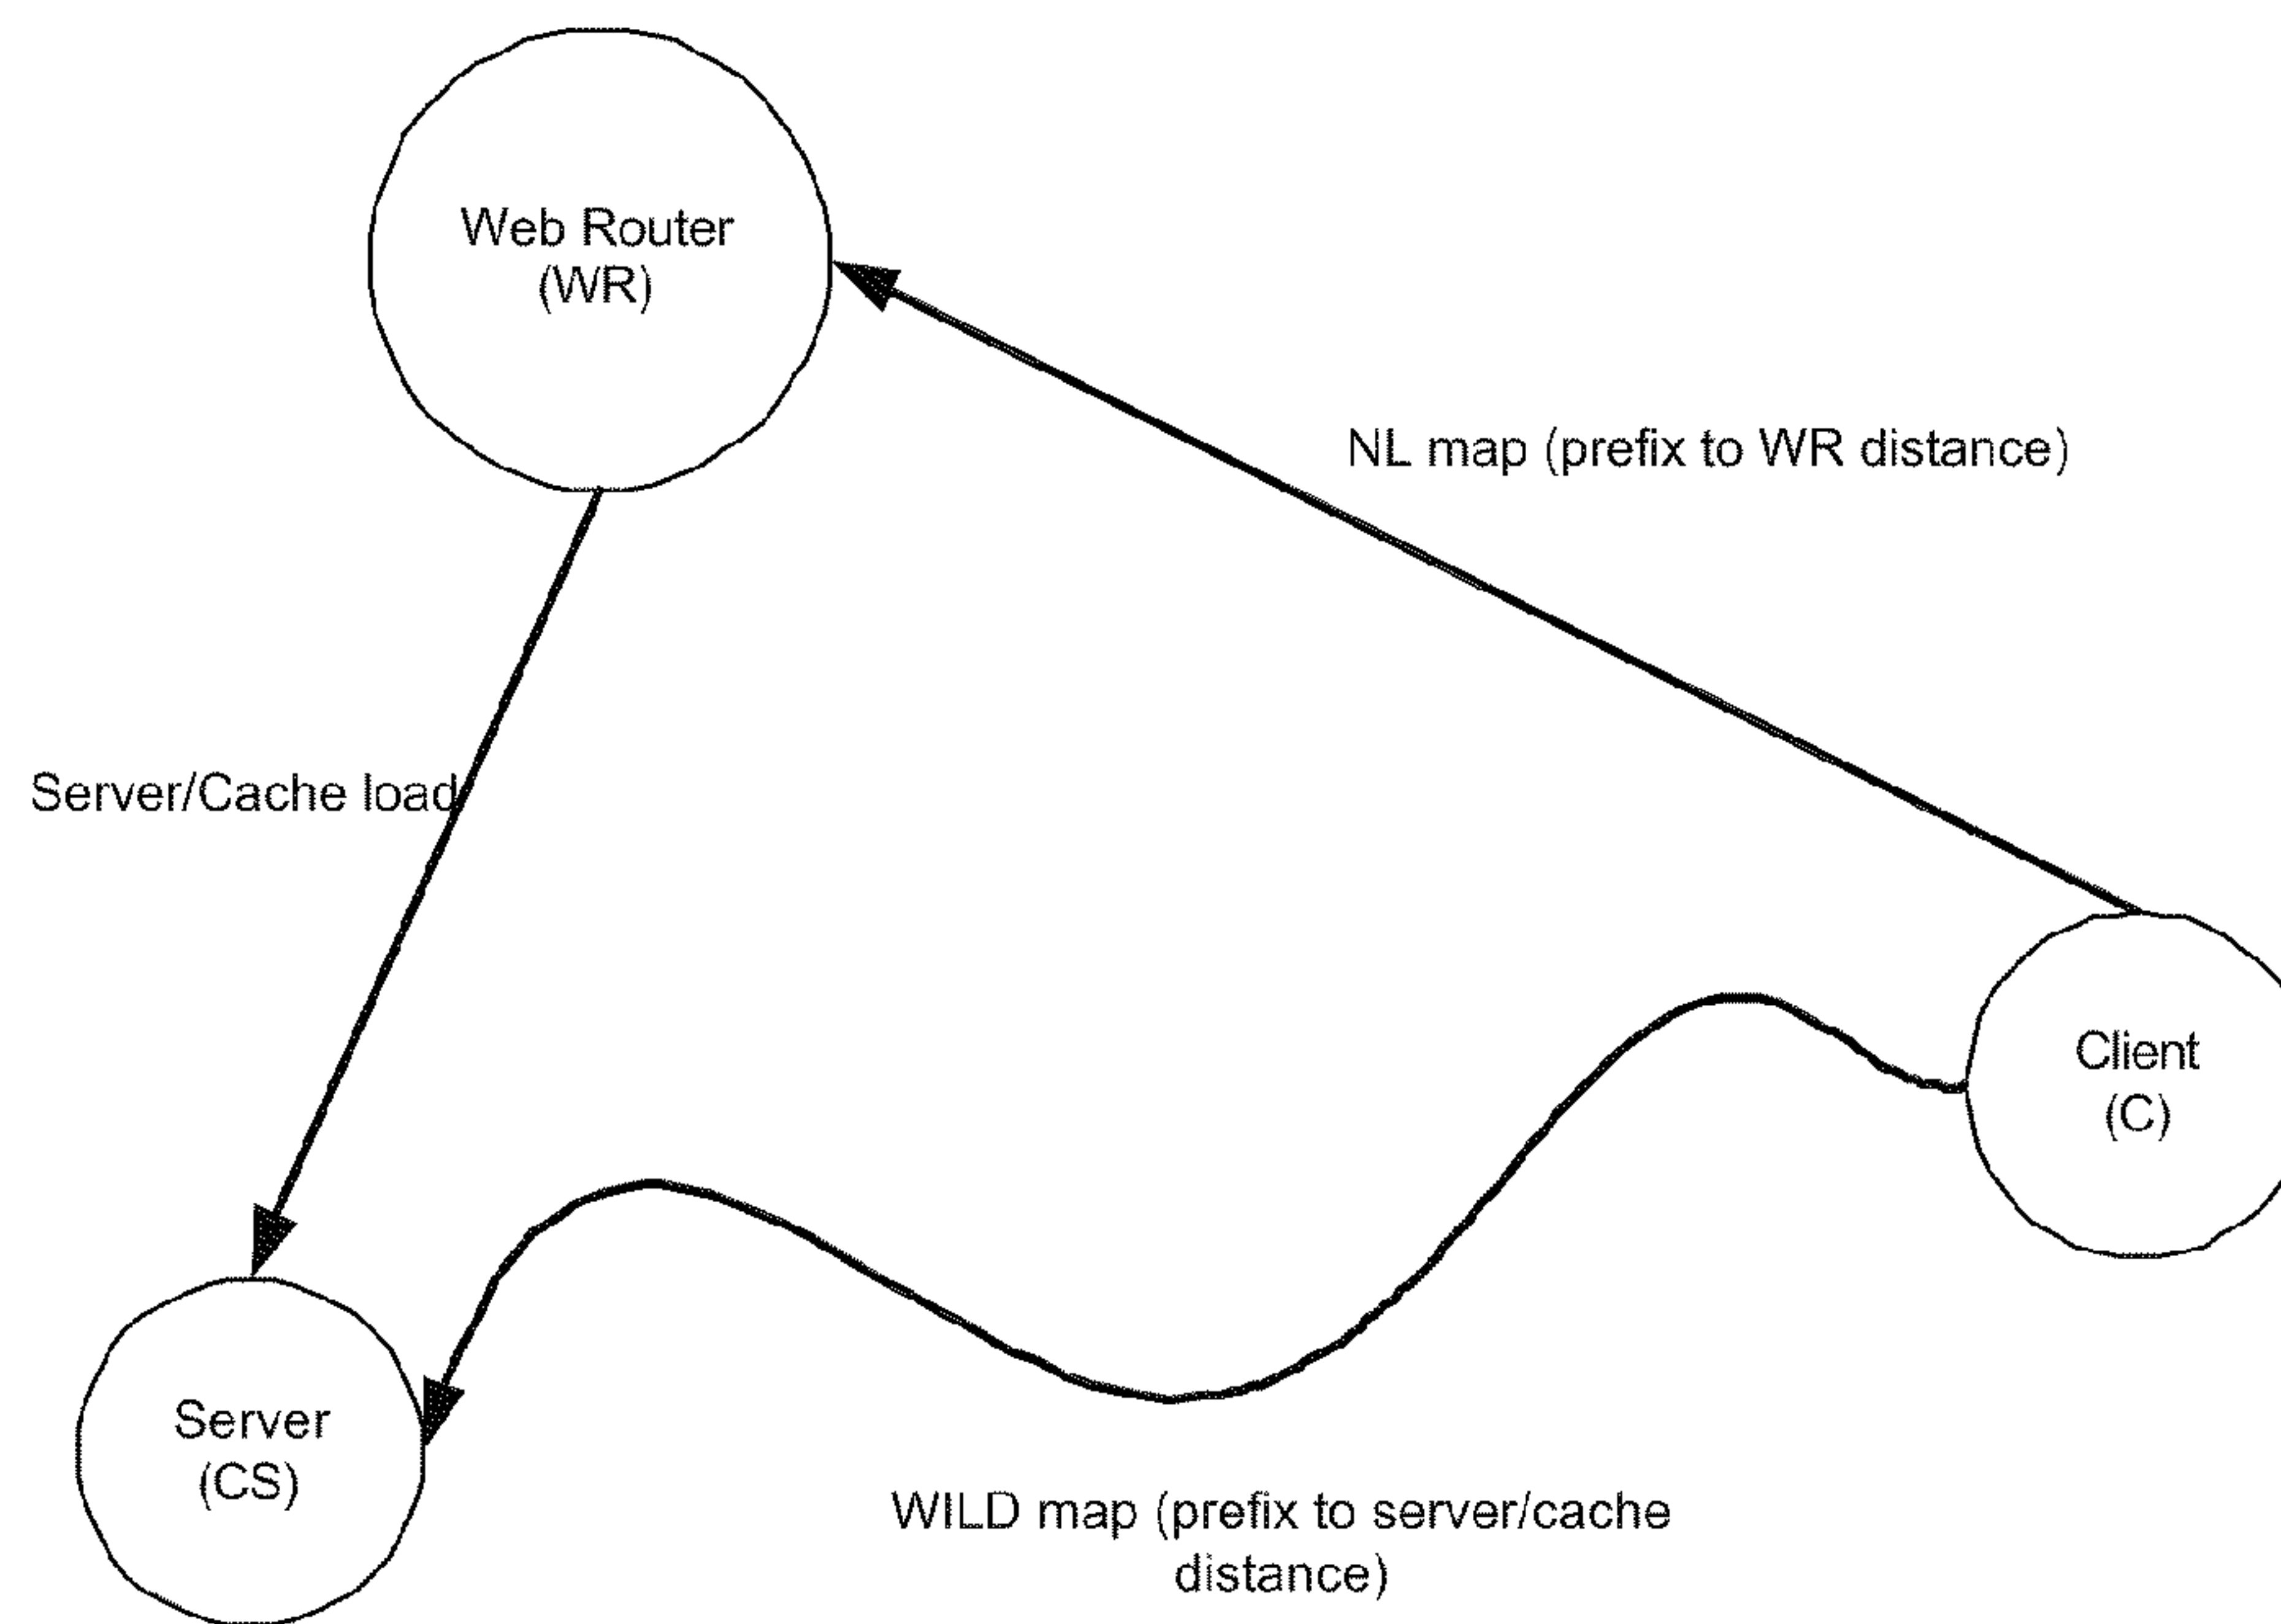 Web Router
(WR)
NL map (prefix to WR distance)
Server/Cache load
Client
(C)
Server
(CS)
WILD map (prefix to server/cache
distance)